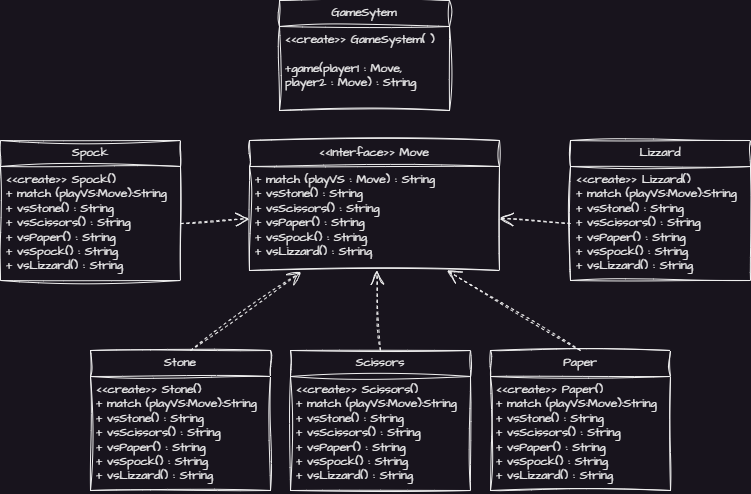 GameSytem
<<create>> GameSystem( )
+game(player1 : Move,
player2 : Move) : String
Spock
<<create>> Spock()
+ match (playVS:Move):String
+ vsStone() : String
+ vsScissors() : String
+ vsPaper() : String
+ vsSpock() : String
+ vsLizzard() : String
<<Interface>> Move
+ match (playVS : Move) : String
+ vsStone() : String
+ vsScissors() : String
+ vsPaper() : String
+ vsSpock() : String
+ vsLizzard() : String
Lizzard
<<create>> Lizzard()
+ match (playVS:Move):String
+ vsStone() : String
+ vsScissors() : String
+ vsPaper() : String
+ vsSpock() : String
+ vsLizzard() : String
Stone
<<create>> Stone()
+ match (playVS:Move):String
+ vsStone() : String
+ vsScissors() : String
+ vsPaper() : String
+ vsSpock() : String
+ vsLizzard() : String
Scissors
<<create>> Scissors()
+ match (playVS:Move):String
+ vsStone() : String
+ vsScissors() : String
+ vsPaper() : String
+ vsSpock() : String
+ vsLizzard() : String
Paper
<<create>> Paper()
+ match (playVS:Move):String
+ vsStone() : String
+ vsScissors() : String
+ vsPaper() : String
+ vsSpock() : String
+ vsLizzard() : String